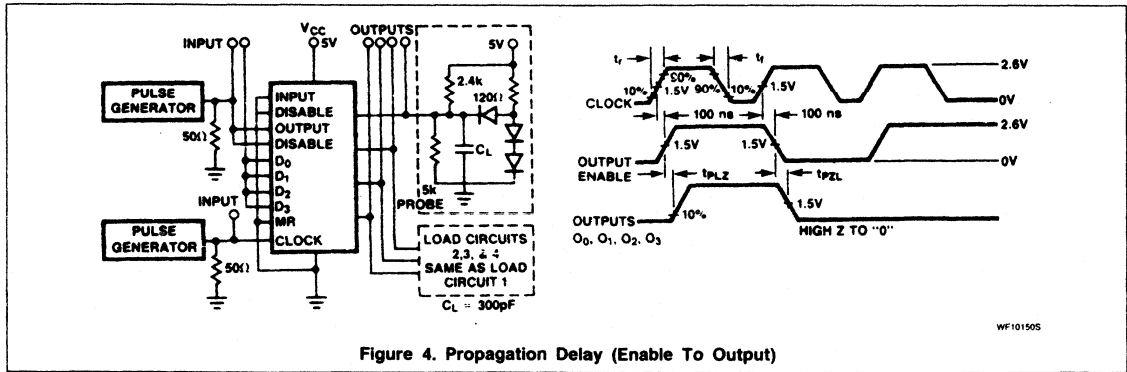 INPUT
VCC
5V
OUTPUTS
PULSE
GENERATOR
50Ω
INPUT
DISABLE
OUTPUT
DISABLE
D0
D1
D2
D3
MR
CLOCK
INPUT
PULSE
GENERATOR
50Ω
5V
2.4k
120Ω
CL
5k
PROBE
LOAD CIRCUITS
2,3, & 4
SAME AS LOAD
CIRCUIT 1
CL = 300pF
tr
tf
10%
90%
1.5V
90%
10%
1.5V
2.6V
0V
CLOCK
100 ns
100 ns
2.6V
1.5V
1.5V
0V
OUTPUT
ENABLE
tPLZ
tPZL
10%
1.5V
OUTPUTS
O0, O1, O2, O3
HIGH Z TO "0"
WF10150S
Figure 4. Propagation Delay (Enable To Output)